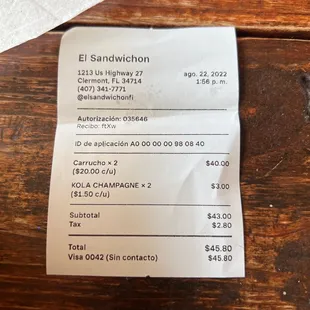 El Sandwichon
1213 Us Highway 27
Clermont, FL 34714
(407) 341-7771
@elsandwichonfl
ago. 22, 2022
1:56 p. m.
Autorización: 035646
Recibo: ftXw
ID de aplicación A0 00 00 00 98 08 40
Carrucho × 2 $40.00
($20.00 c/u)
KOLA CHAMPAGNE × 2 $3.00
($1.50 c/u)
Subtotal $43.00
Tax $2.80
Total $45.80
Visa 0042 (Sin contacto) $45.80